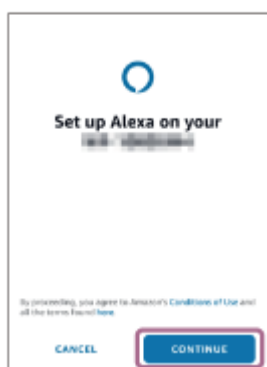 Set up Alexa on your
By proceeding, you agree to Amazon's Conditions of Use and
all the terms found here.
CANCEL
CONTINUE